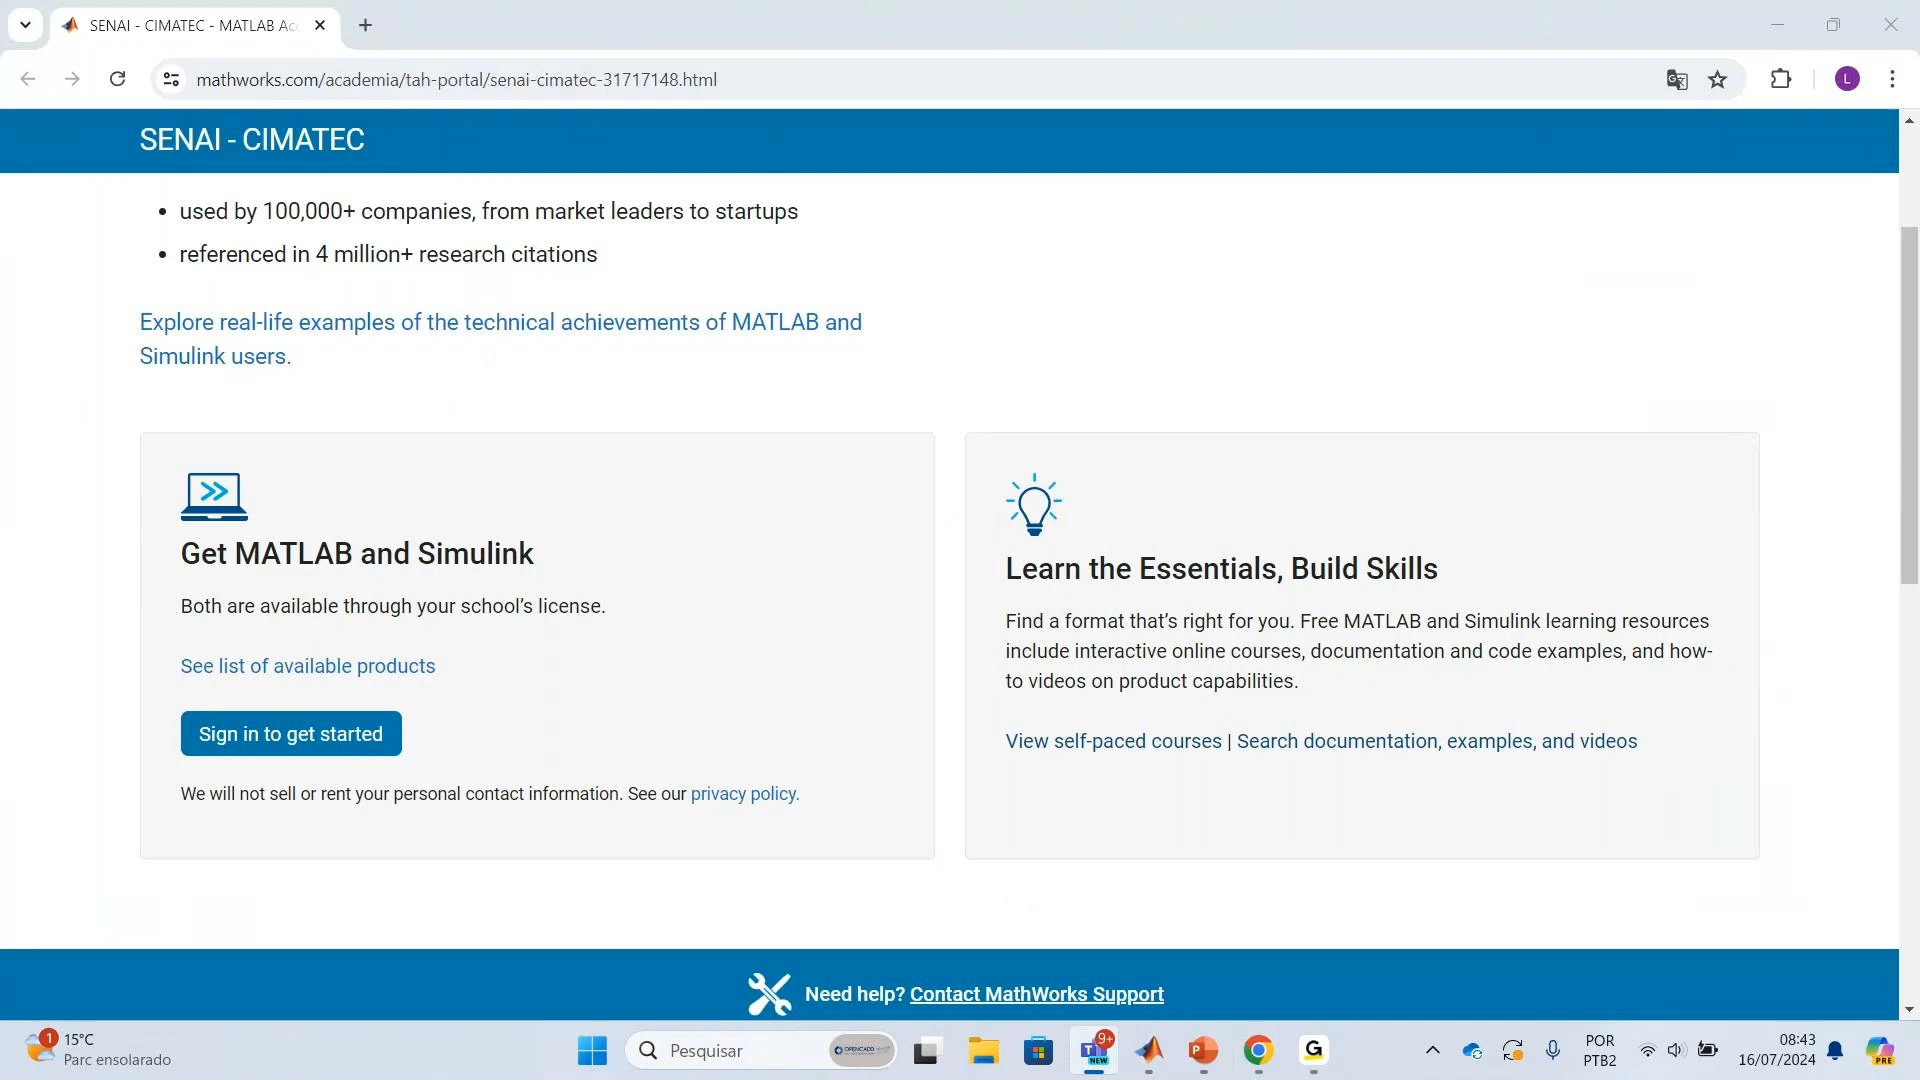 SENAI - CIMATEC - MATLAB Ac
mathworks.com/academia/tah-portal/senai-cimatec-31717148.html
L
SENAI - CIMATEC
• used by 100,000+ companies, from market leaders to startups
• referenced in 4 million+ research citations
Explore real-life examples of the technical achievements of MATLAB and
Simulink users.
Get MATLAB and Simulink
Both are available through your school’s license.
See list of available products
Sign in to get started
We will not sell or rent your personal contact information. See our privacy policy.
Learn the Essentials, Build Skills
Find a format that’s right for you. Free MATLAB and Simulink learning resources
include interactive online courses, documentation and code examples, and how-
to videos on product capabilities.
View self-paced courses | Search documentation, examples, and videos
Need help? Contact MathWorks Support
1
15°C
Parc ensolarado
Pesquisar
OPENCADD
9+
NEW
P
G
POR
PTB2
08:43
16/07/2024
PRE